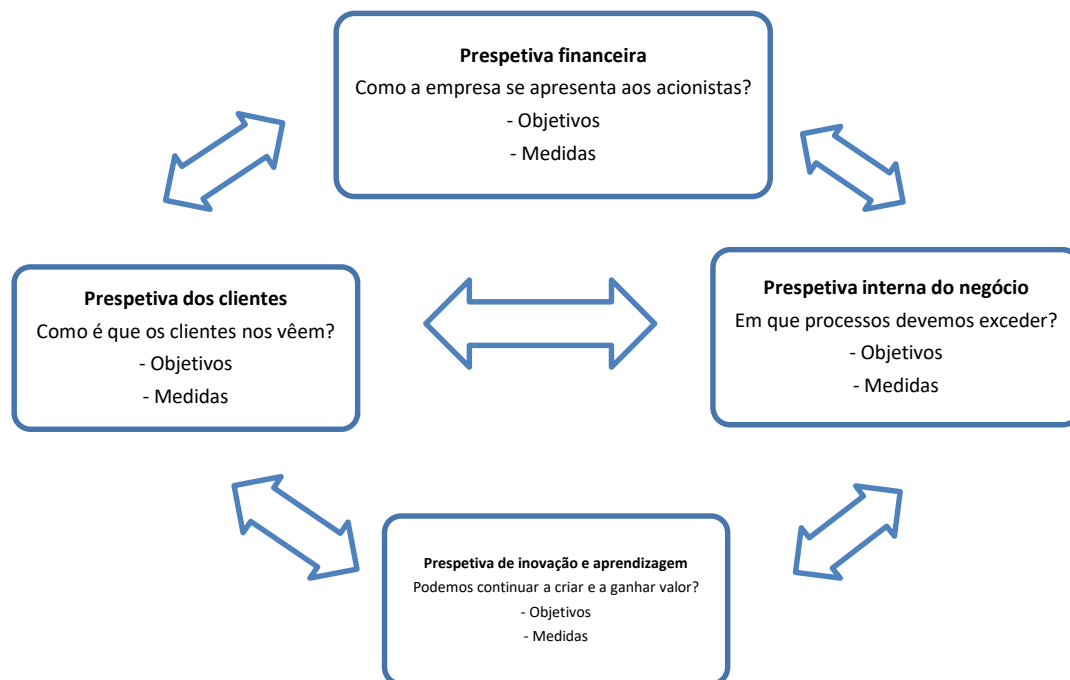 Prespetiva financeira
Como a empresa se apresenta aos acionistas?
- Objetivos
- Medidas
Prespetiva dos clientes
Como é que os clientes nos vêem?
- Objetivos
- Medidas
Prespetiva interna do negócio
Em que processos devemos exceder?
- Objetivos
- Medidas
Prespetiva de inovação e aprendizagem
Podemos continuar a criar e a ganhar valor?
- Objetivos
- Medidas